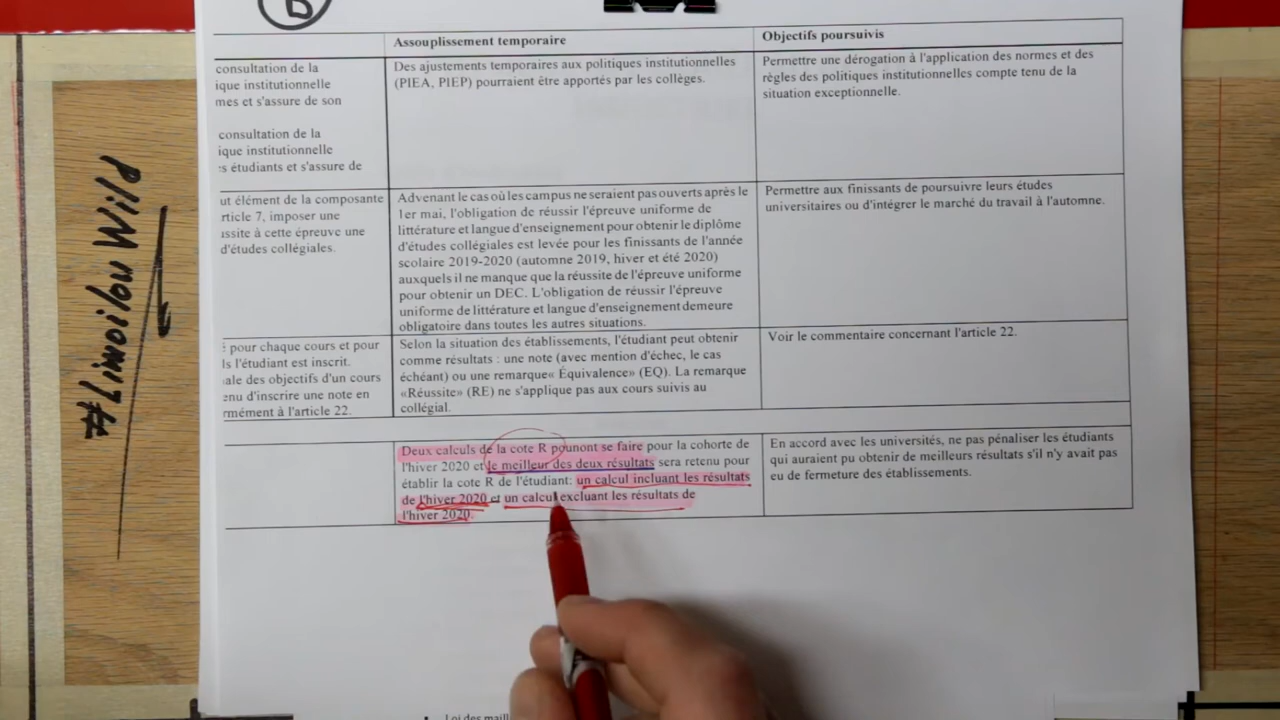 B
Assouplissement temporaire
Objectifs poursuivis
consultation de la
ique institutionnelle
mes et s'assure de son
consultation de la
ique institutionnelle
s étudiants et s'assure de
Des ajustements temporaires aux politiques institutionnelles
(PIEA, PIEP) pourraient être apportés par les collèges.
Permettre une dérogation à l'application des normes et des
règles des politiques institutionnelles compte tenu de la
situation exceptionnelle.
ut élément de la composante
rticle 7, imposer une
ussite à cette épreuve une
d'études collégiales.
Advenant le cas où les campus ne seraient pas ouverts après le
1er mai, l'obligation de réussir l'épreuve uniforme de
littérature et langue d'enseignement pour obtenir le diplôme
d'études collégiales est levée pour les finissants de l'année
scolaire 2019-2020 (automne 2019, hiver et été 2020)
auxquels il ne manque que la réussite de l'épreuve uniforme
pour obtenir un DEC. L'obligation de réussir l'épreuve
uniforme de littérature et langue d'enseignement demeure
obligatoire dans toutes les autres situations.
Permettre aux finissants de poursuivre leurs études
universitaires ou d'intégrer le marché du travail à l'automne.
pour chaque cours et pour
ls l'étudiant est inscrit.
ale des objectifs d'un cours
enu d'inscrire une note en
rmément à l'article 22.
Selon la situation des établissements, l'étudiant peut obtenir
comme résultats : une note (avec mention d'échec, le cas
échéant) ou une remarque« Équivalence» (EQ). La remarque
«Réussite» (RE) ne s'applique pas aux cours suivis au
collégial.
Voir le commentaire concernant l'article 22.
Deux calculs de la cote R pounont se faire pour la cohorte de
l'hiver 2020 et le meilleur des deux résultats sera retenu pour
établir la cote R de l'étudiant: un calcul incluant les résultats
de l'hiver 2020 et un calcul excluant les résultats de
l'hiver 2020.
En accord avec les universités, ne pas pénaliser les étudiants
qui auraient pu obtenir de meilleurs résultats s'il n'y avait pas
eu de fermeture des établissements.
#Limoilou Wild
Loi des maill